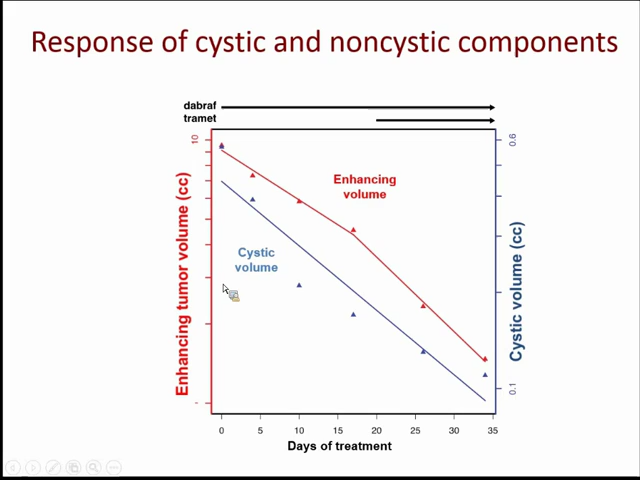 Response of cystic and noncystic components
dabraf
tramet
Enhancing tumor volume (cc)
10
-
Enhancing
volume
Cystic
volume
0.6
0.1
Cystic volume (cc)
0 5 10 15 20 25 30 35
Days of treatment